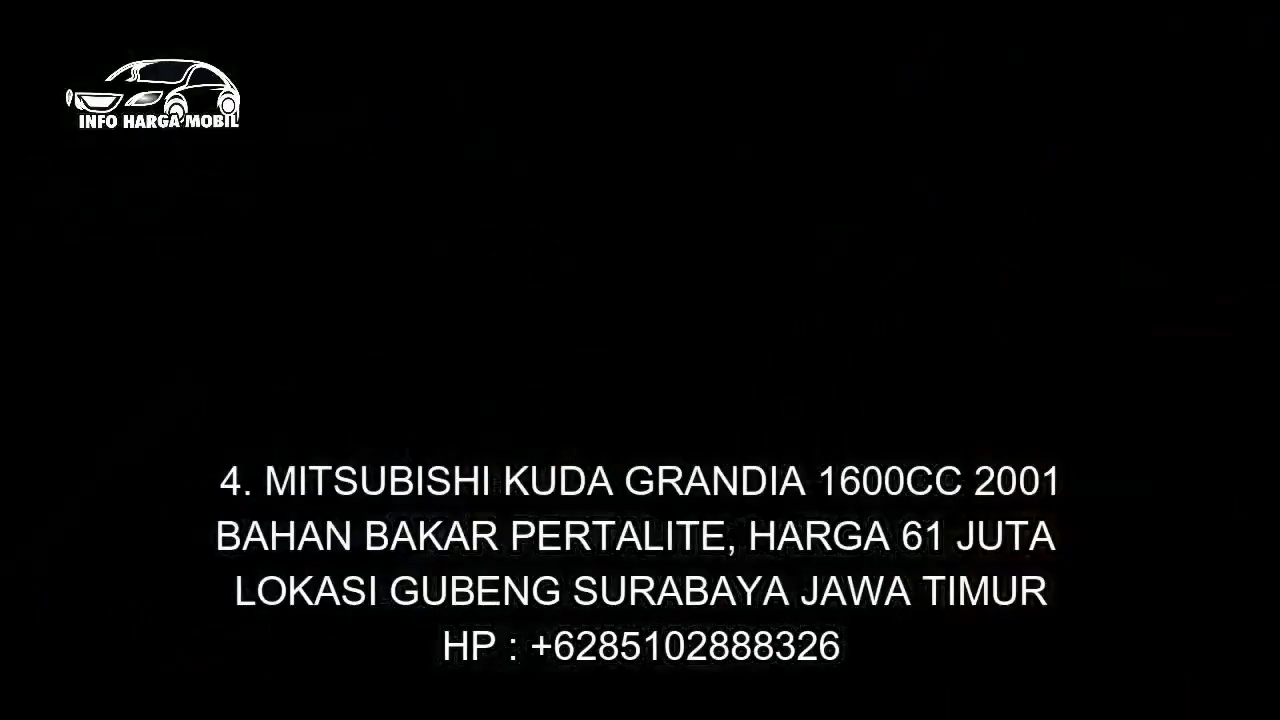 INFO HARGA MOBIL
4. MITSUBISHI KUDA GRANDIA 1600CC 2001
BAHAN BAKAR PERTALITE, HARGA 61 JUTA
LOKASI GUBENG SURABAYA JAWA TIMUR
HP : +6285102888326